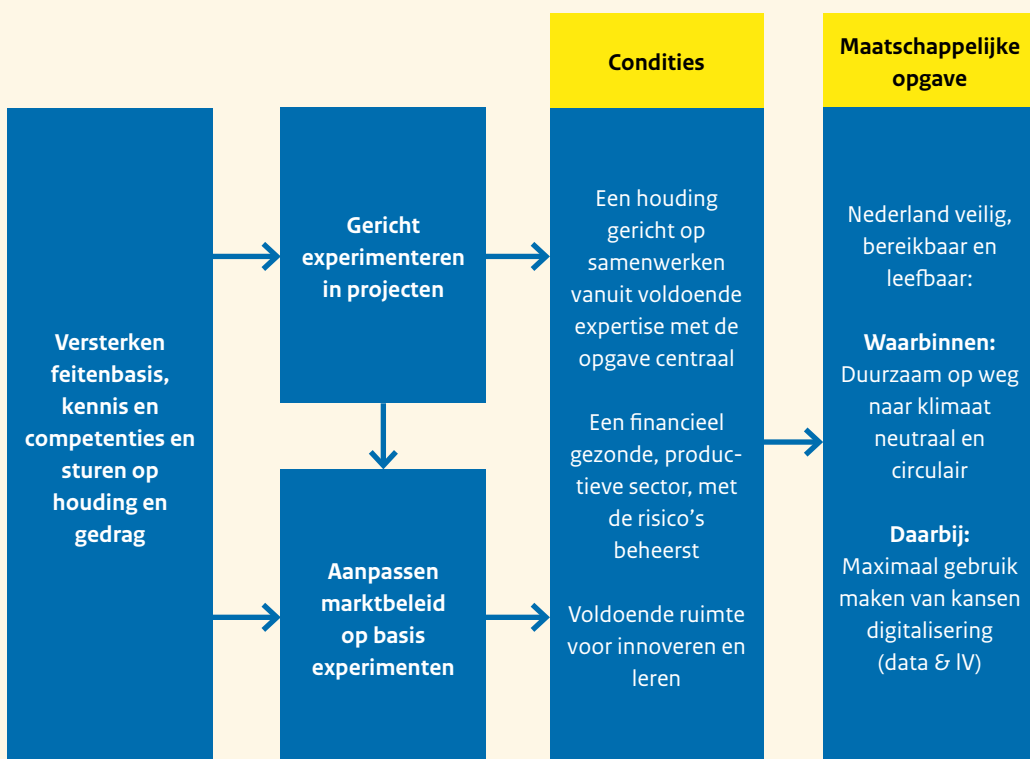 Versterken
feitenbasis,
kennis en
competenties en
sturen op
houding en
gedrag
Gericht
experimenteren
in projecten
Aanpassen
marktbeleid
op basis
experimenten
Condities
Een houding
gericht op
samenwerken
vanuit voldoende
expertise met de
opgave centraal
Een financieel
gezonde, produc-
tieve sector, met
de risico’s
beheerst
Voldoende ruimte
voor innoveren en
leren
Maatschappelijke
opgave
Nederland veilig,
bereikbaar en
leefbaar:
Waarbinnen:
Duurzaam op weg
naar klimaat
neutraal en
circulair
Daarbij:
Maximaal gebruik
maken van kansen
digitalisering
(data & IV)